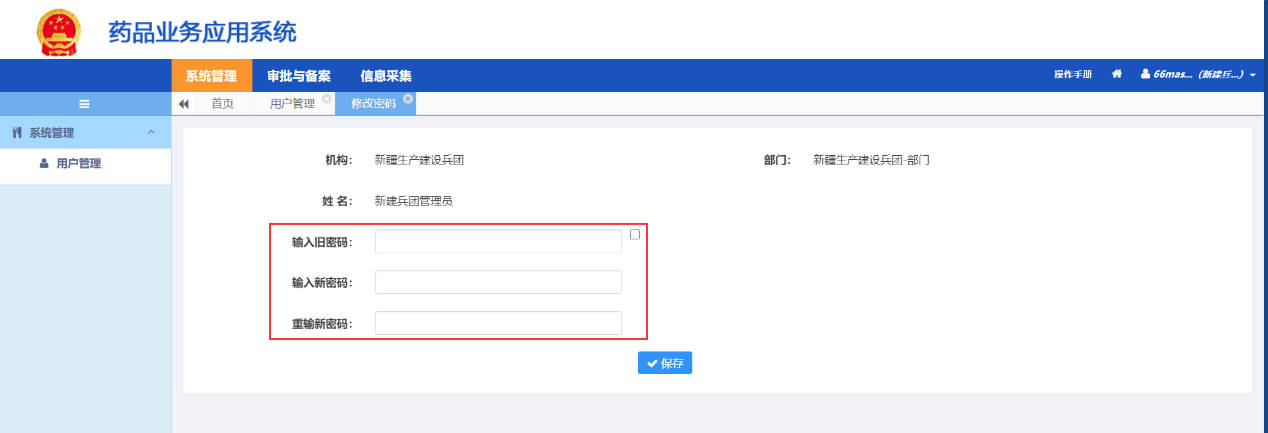 药品业务应用系统
系统管理 审批与备案 信息采集 操作手册 66mas... (新建兵...)
首页 用户管理 修改密码
系统管理
用户管理
机构: 新疆生产建设兵团 部门: 新疆生产建设兵团-部门
姓 名: 新建兵团管理员
输入旧密码:
输入新密码:
重输新密码:
保存